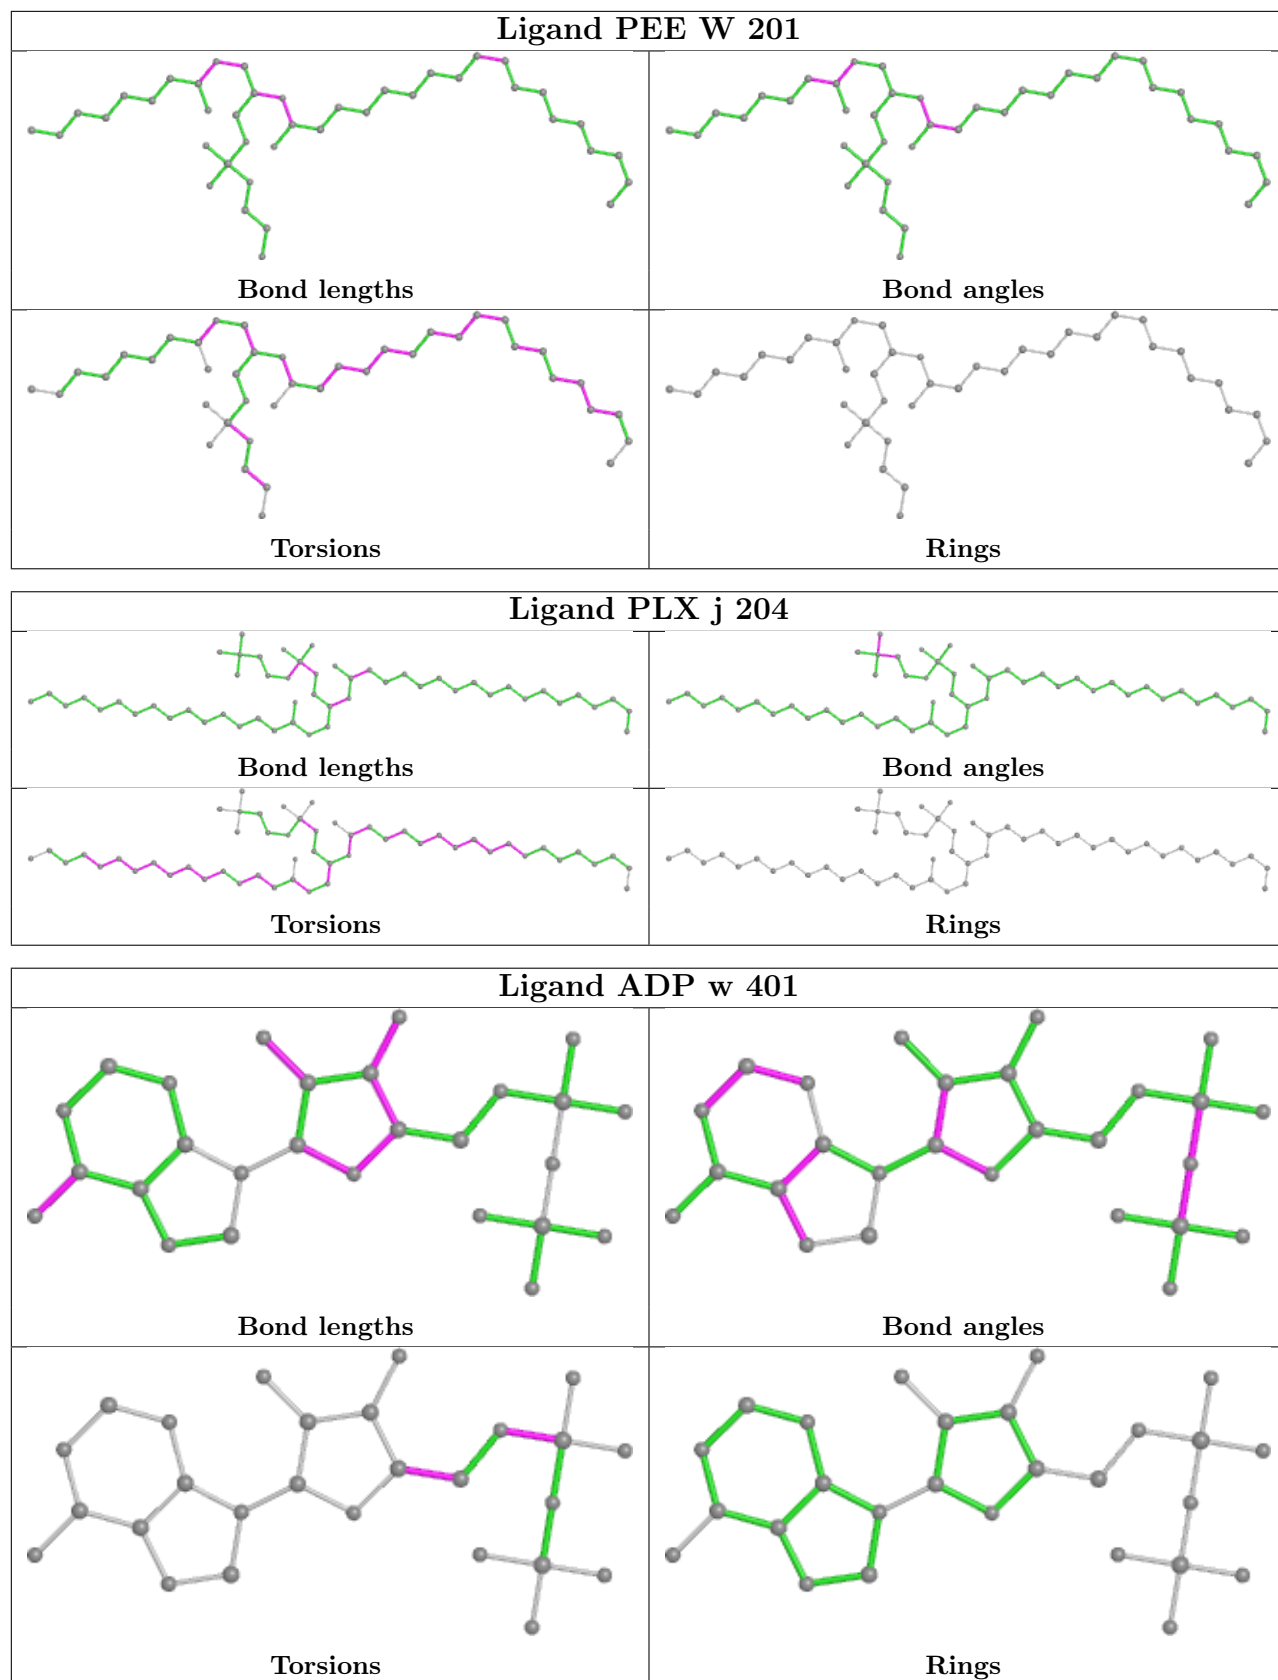 Ligand PEE W 201
Bond lengths
Bond angles
Torsions
Rings
Ligand PLX j 204
Bond lengths
Bond angles
Torsions
Rings
Ligand ADP w 401
Bond lengths
Bond angles
Torsions
Rings